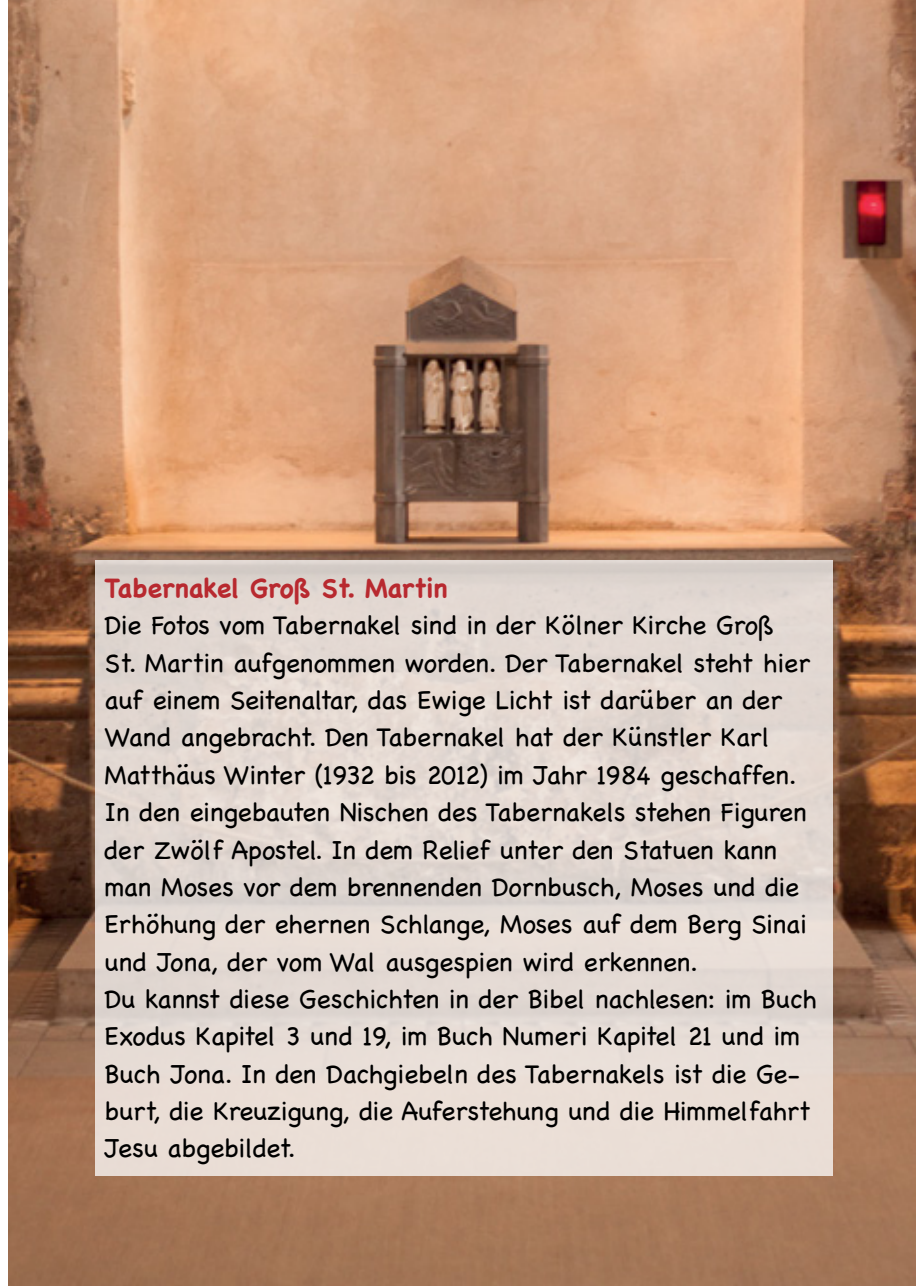 Tabernakel Groß St. Martin
Die Fotos vom Tabernakel sind in der Kölner Kirche Groß
St. Martin aufgenommen worden. Der Tabernakel steht hier
auf einem Seitenaltar, das Ewige Licht ist darüber an der
Wand angebracht. Den Tabernakel hat der Künstler Karl
Matthäus Winter (1932 bis 2012) im Jahr 1984 geschaffen.
In den eingebauten Nischen des Tabernakels stehen Figuren
der Zwölf Apostel. In dem Relief unter den Statuen kann
man Moses vor dem brennenden Dornbusch, Moses und die
Erhöhung der ehernen Schlange, Moses auf dem Berg Sinai
und Jona, der vom Wal ausgespien wird erkennen.
Du kannst diese Geschichten in der Bibel nachlesen: im Buch
Exodus Kapitel 3 und 19, im Buch Numeri Kapitel 21 und im
Buch Jona. In den Dachgiebeln des Tabernakels ist die Ge-
burt, die Kreuzigung, die Auferstehung und die Himmelfahrt
Jesu abgebildet.